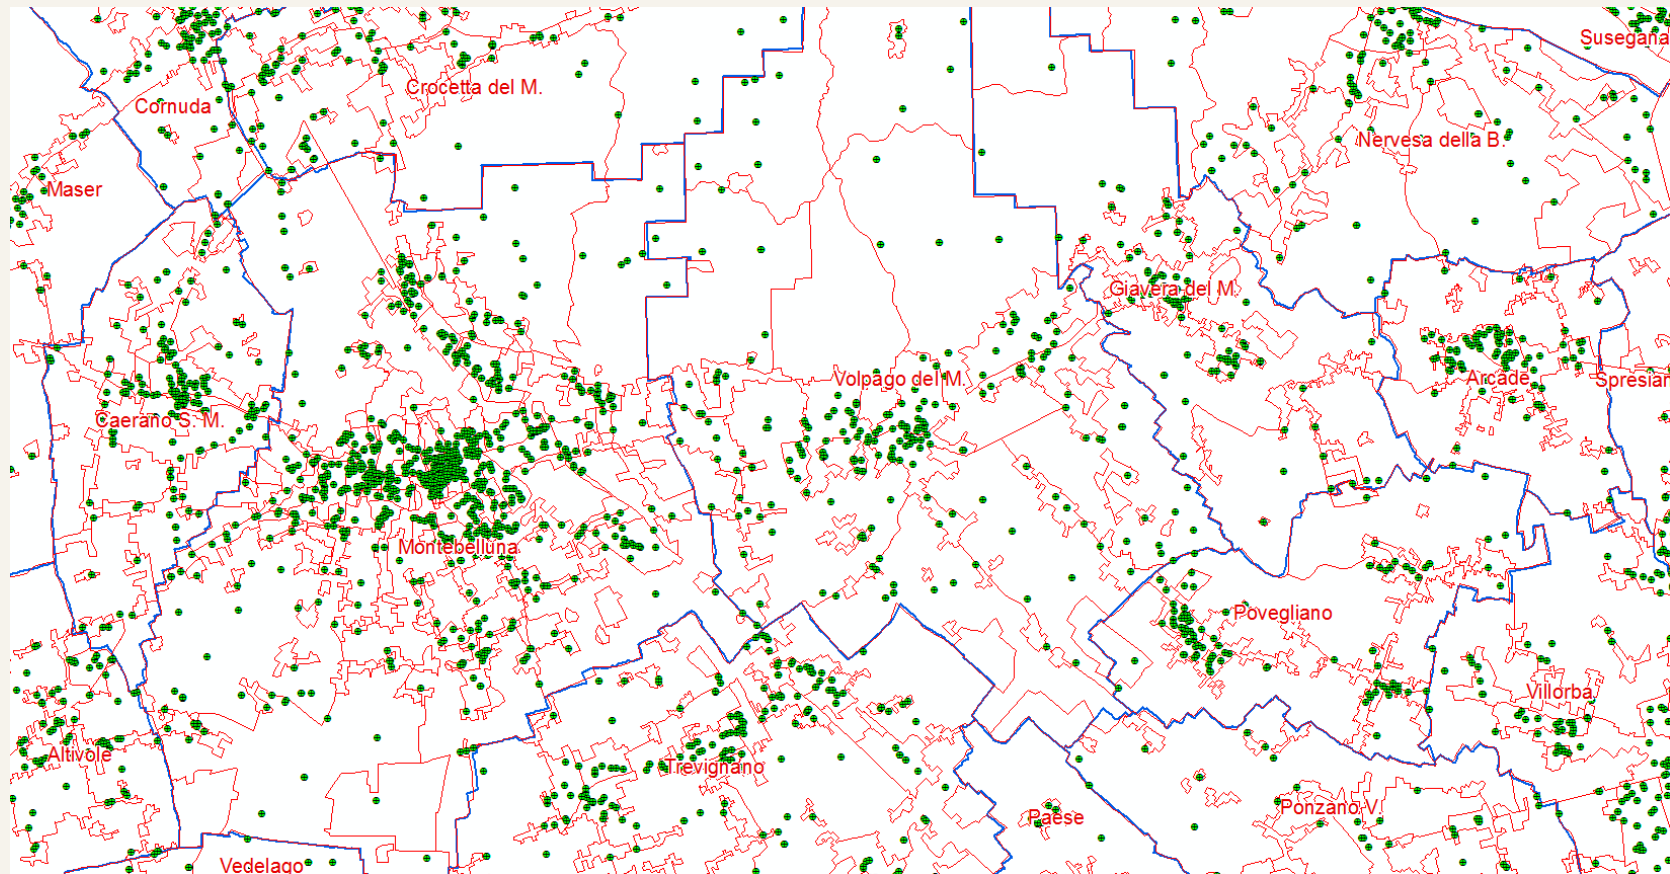 Susegana
Crocetta del M.
Cornuda
Nervesa della B.
Maser
Giavera del M.
Volpago del M.
Arcade
Spresian
Caerano S. M.
Montebelluna
Povegliano
Villorba
Altivole
Trevignano
Ponzano V.
Paese
Vedelago